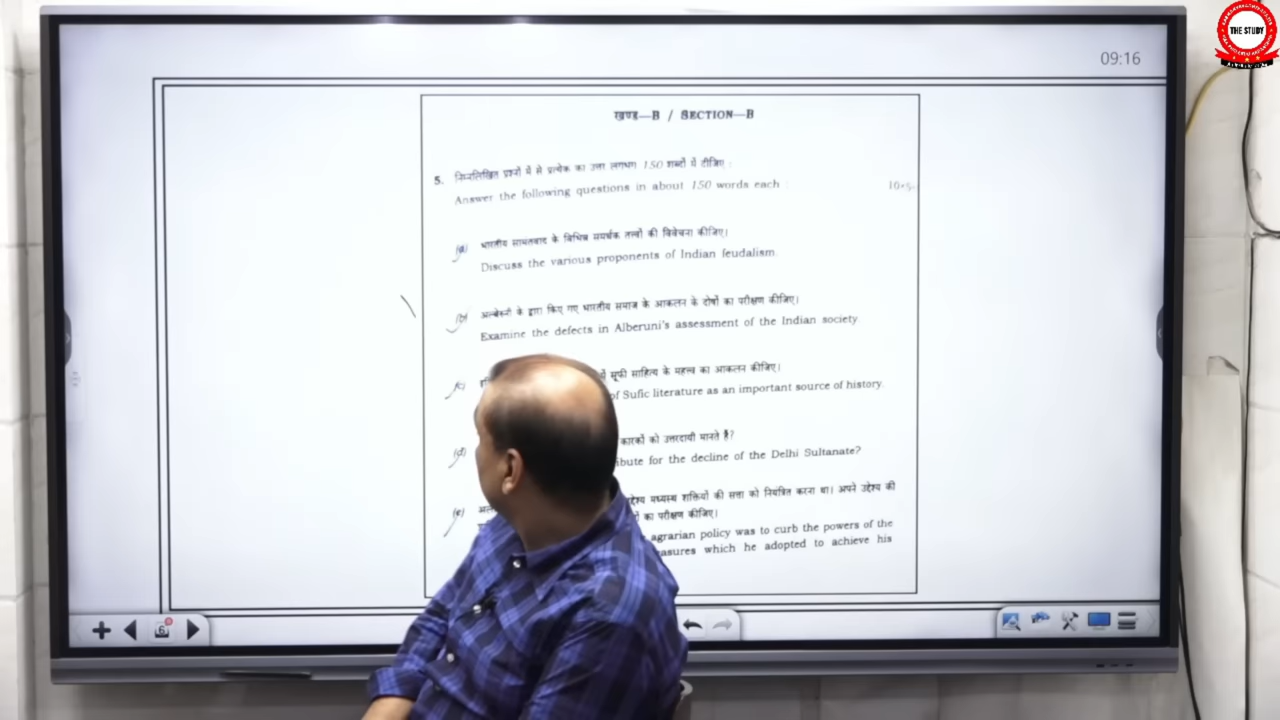 THE STUDY
09:16
खण्ड—B / SECTION—B
5. निम्नलिखित प्रश्नों में से प्रत्येक का उत्तर लगभग 150 शब्दों में दीजिए :
Answer the following questions in about 150 words each :
(a) भारतीय सामंतवाद के विभिन्न समर्थक तत्त्वों की विवेचना कीजिए।
Discuss the various proponents of Indian feudalism.
(b) अल्बेरूनी के द्वारा किए गए भारतीय समाज के आकलन के दोषों का परीक्षण कीजिए।
Examine the defects in Alberuni's assessment of the Indian society
(c) सूफी साहित्य के महत्त्व का आकलन कीजिए।
of Sufic literature as an important source of history.
(d) कारकों को उत्तरदायी मानते हैं?
ibute for the decline of the Delhi Sultanate?
(e) मध्यस्थ शक्तियों की सत्ता को नियंत्रित करना था। अपने उद्देश्य की
का परीक्षण कीजिए।
agrarian policy was to curb the powers of the
asures which he adopted to achieve his
6